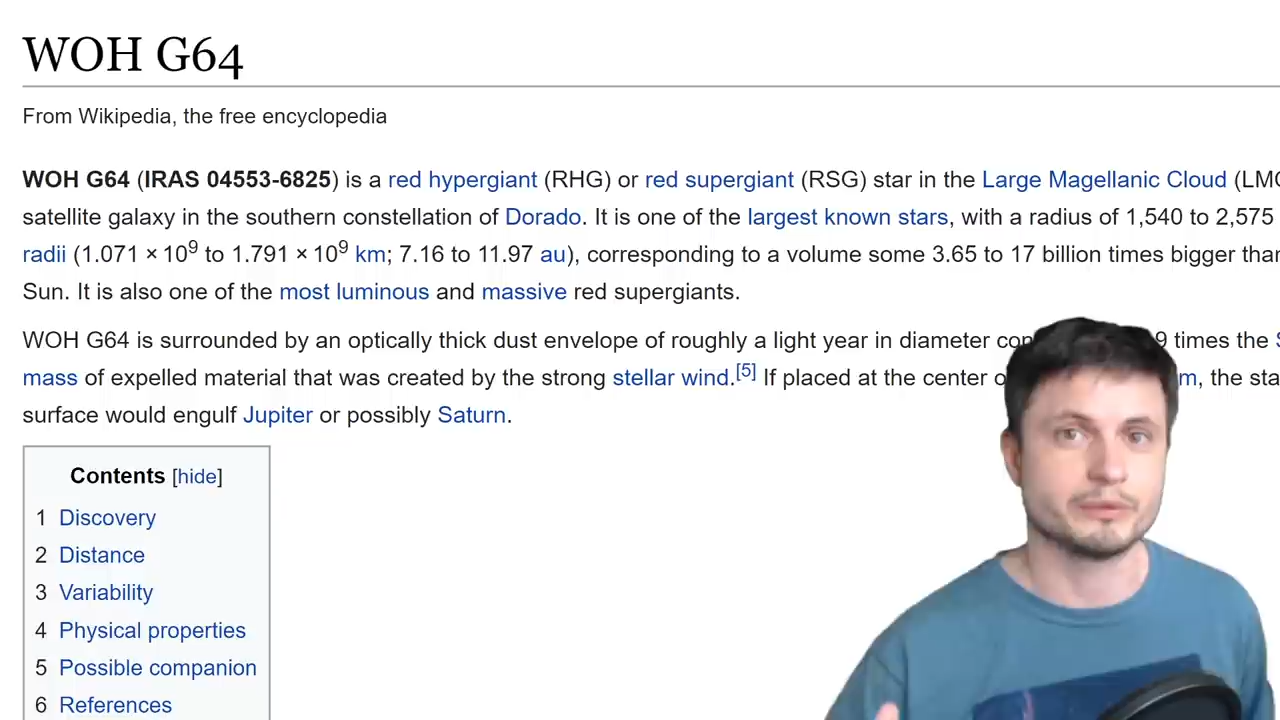 WOH G64
From Wikipedia, the free encyclopedia
WOH G64 (IRAS 04553-6825) is a red hypergiant (RHG) or red supergiant (RSG) star in the Large Magellanic Cloud (LMC
satellite galaxy in the southern constellation of Dorado. It is one of the largest known stars, with a radius of 1,540 to 2,575
radii (1.071 × 10⁹ to 1.791 × 10⁹ km; 7.16 to 11.97 au), corresponding to a volume some 3.65 to 17 billion times bigger than
Sun. It is also one of the most luminous and massive red supergiants.
WOH G64 is surrounded by an optically thick dust envelope of roughly a light year in diameter 9 times the
mass of expelled material that was created by the strong stellar wind.[5] If placed at the center the
surface would engulf Jupiter or possibly Saturn.
Contents [hide]
1 Discovery
2 Distance
3 Variability
4 Physical properties
5 Possible companion
6 References